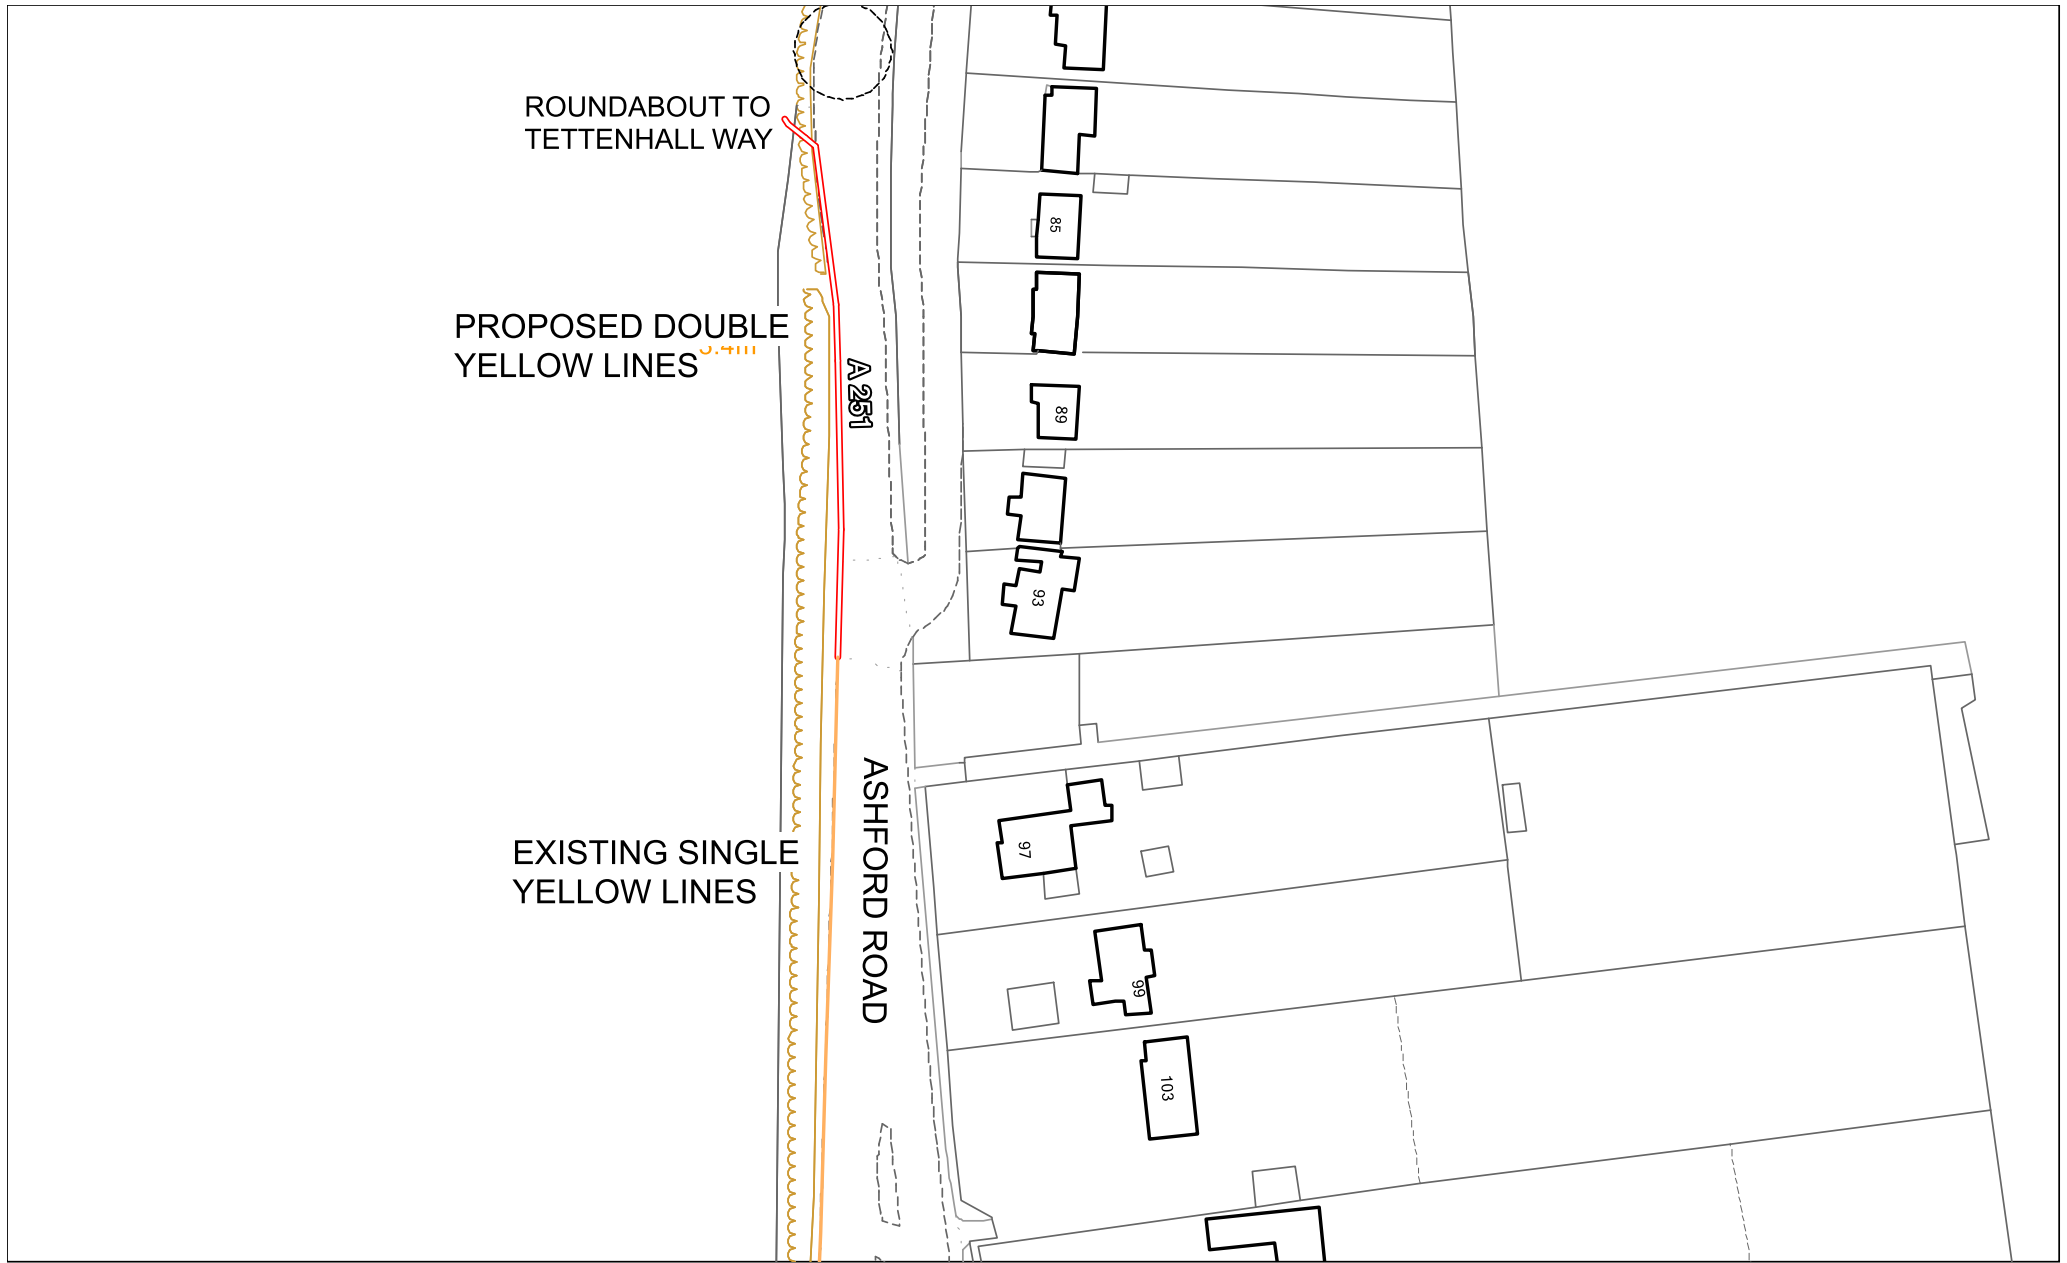 ROUNDABOUT TO
TETTENHALL WAY
85
PROPOSED DOUBLE
YELLOW LINES
A 251
89
93
ASHFORD ROAD
EXISTING SINGLE
YELLOW LINES
97
99
103